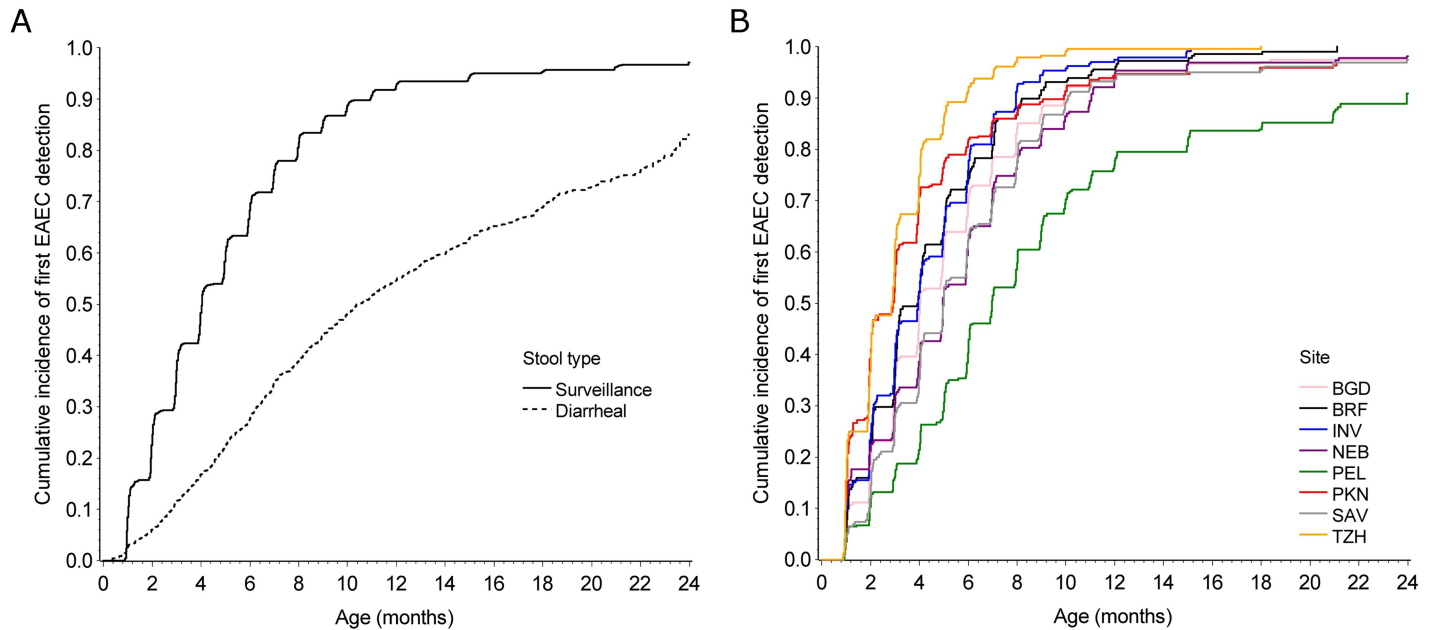 A
Cumulative incidence of first EAEC detection
1.0
0.9
0.8
0.7
0.6
0.5
0.4
0.3
0.2
0.1
0.0
0 2 4 6 8 10 12 14 16 18 20 22 24
Age (months)
Stool type
Surveillance
Diarrheal
B
Cumulative incidence of first EAEC detection
1.0
0.9
0.8
0.7
0.6
0.5
0.4
0.3
0.2
0.1
0.0
0 2 4 6 8 10 12 14 16 18 20 22 24
Age (months)
Site
BGD
BRF
INV
NEB
PEL
PKN
SAV
TZH